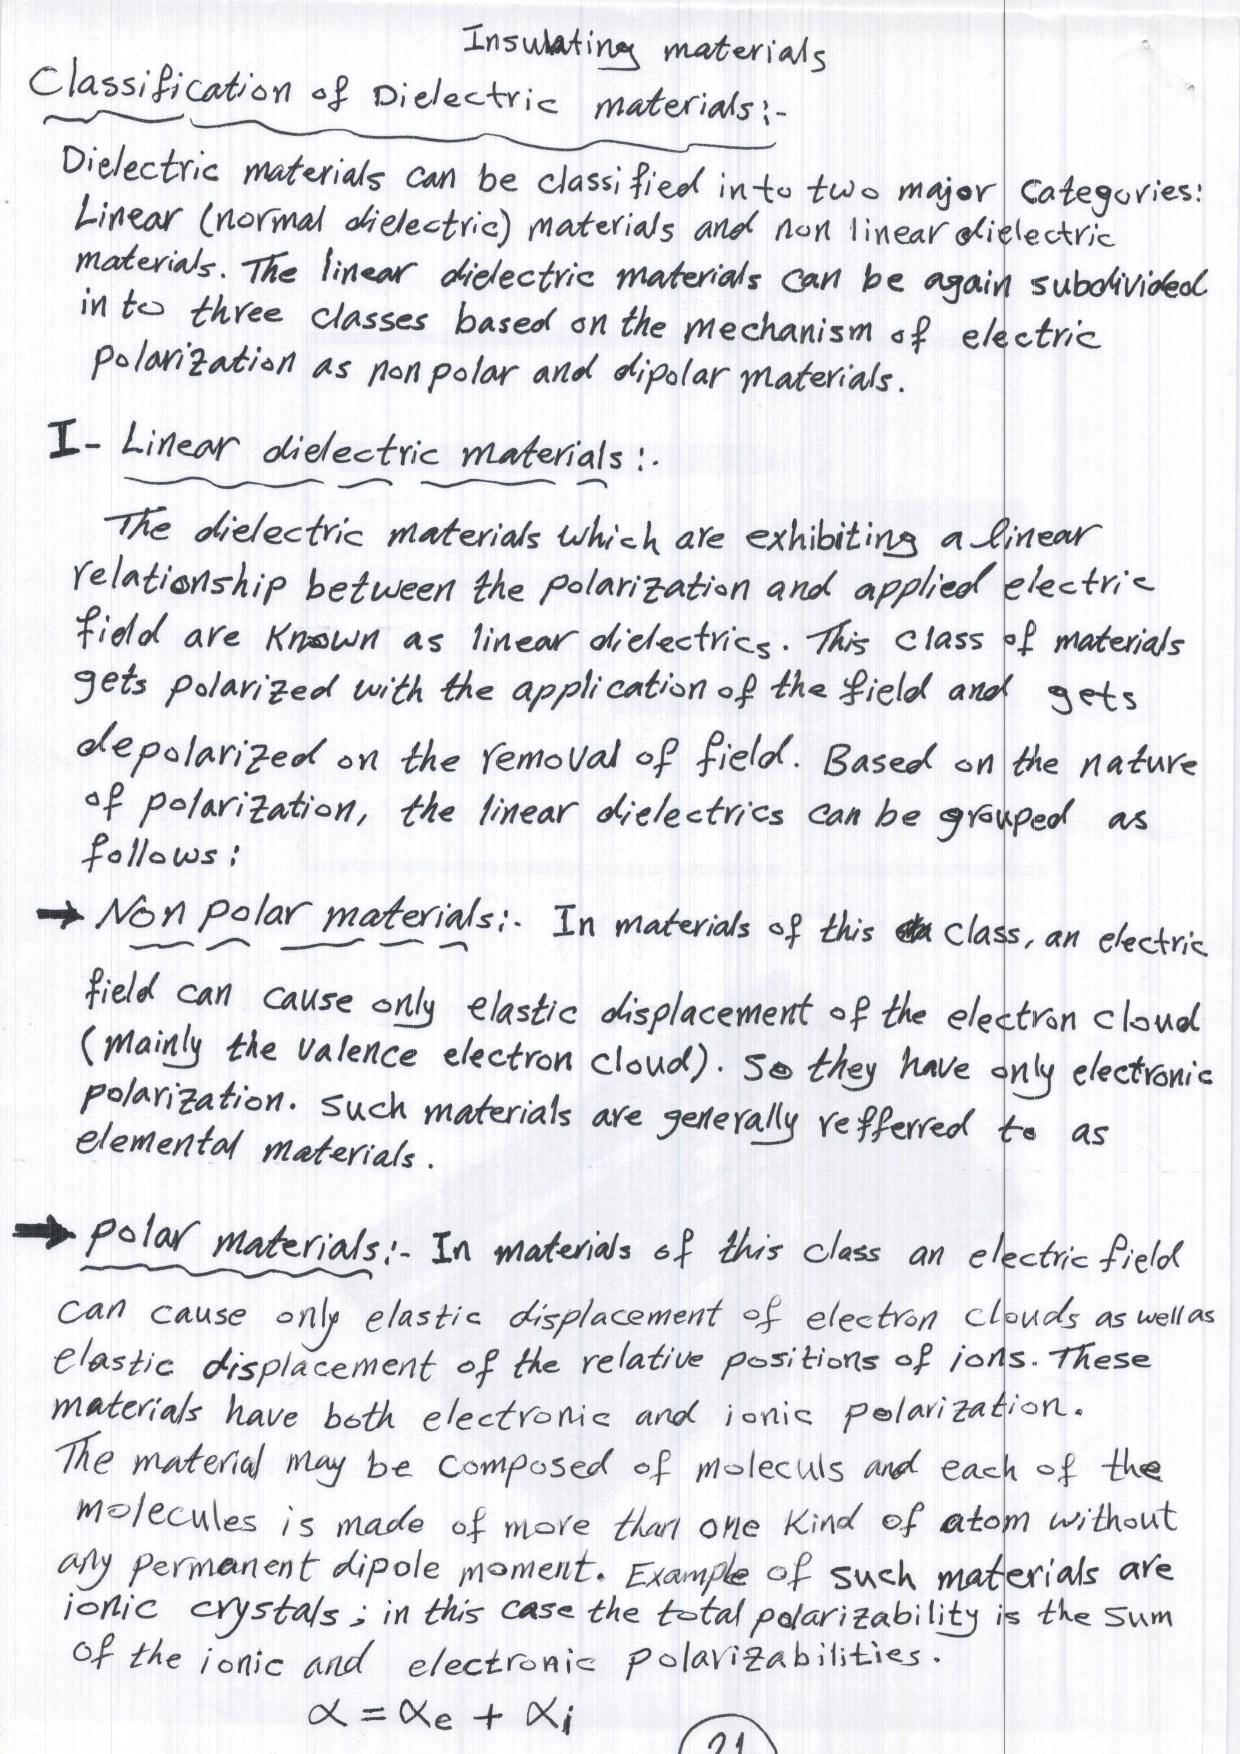 Insulating materials
Classification of Dielectric materials:-
Dielectric materials can be classified in to two major categories:
Linear (normal dielectric) materials and non linear dielectric
materials. The linear dielectric materials can be again subdivided
in to three classes based on the mechanism of electric
polarization as non polar and dipolar materials.
I- Linear dielectric materials:-
The dielectric materials which are exhibiting a linear
relationship between the polarization and applied electric
field are known as linear dielectrics. This class of materials
gets polarized with the application of the field and gets
depolarized on the removal of field. Based on the nature
of polarization, the linear dielectrics can be grouped as
follows:
→ Non polar materials:- In materials of this class, an electric
field can cause only elastic displacement of the electron cloud
(mainly the valence electron cloud). So they have only electronic
polarization. Such materials are generally refferred to as
elemental materials.
→ polar materials:- In materials of this class an electric field
can cause only elastic displacement of electron clouds as well as
elastic displacement of the relative positions of ions. These
materials have both electronic and ionic polarization.
The material may be composed of moleculs and each of the
molecules is made of more than one kind of atom without
any permanent dipole moment. Example of such materials are
ionic crystals; in this case the total polarizability is the sum
of the ionic and electronic polarizabilities.
α = αe + αi